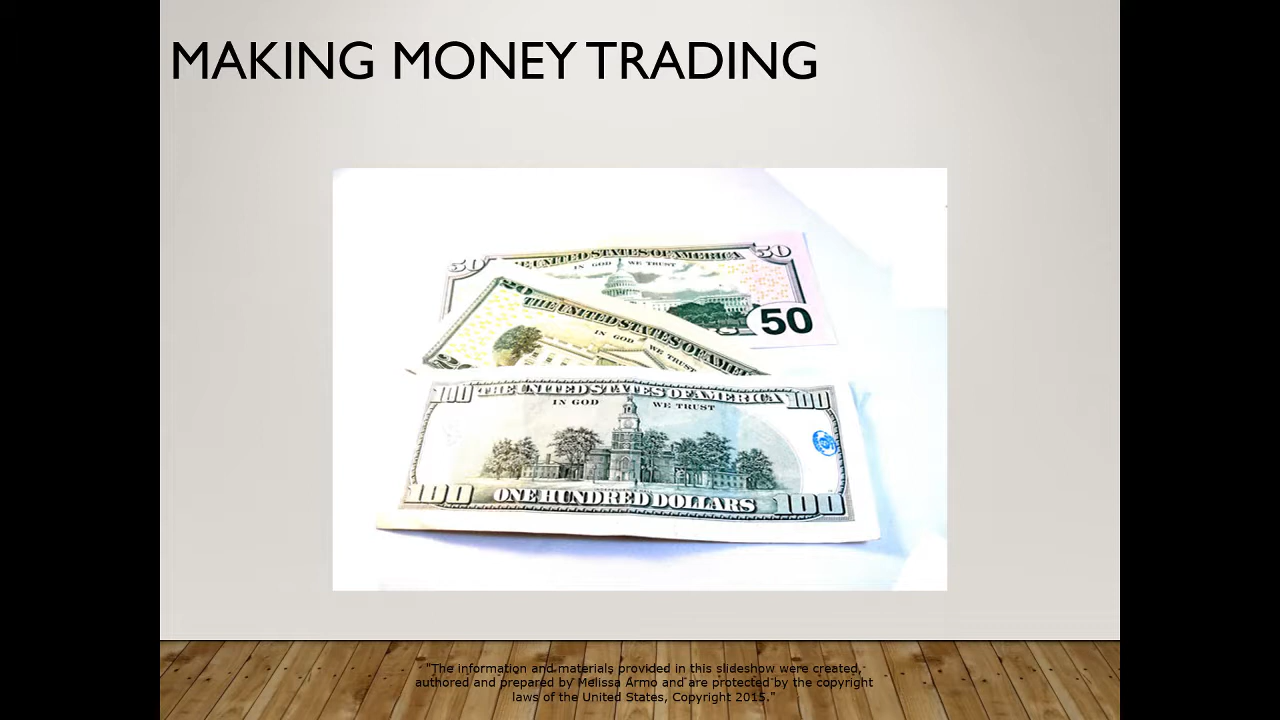 MAKING MONEY TRADING
50 THE UNITED STATES OF AMERICA 50
IN GOD WE TRUST
50
20 THE UNITED STATES OF AME
IN GOD WE TRUST
20
100 THE UNITED STATES OF AMERICA 100
IN GOD WE TRUST
100 ONE HUNDRED DOLLARS 100
"The information and materials provided in this slideshow were created,
authored and prepared by Melissa Armo and are protected by the copyright
laws of the United States, Copyright 2015."